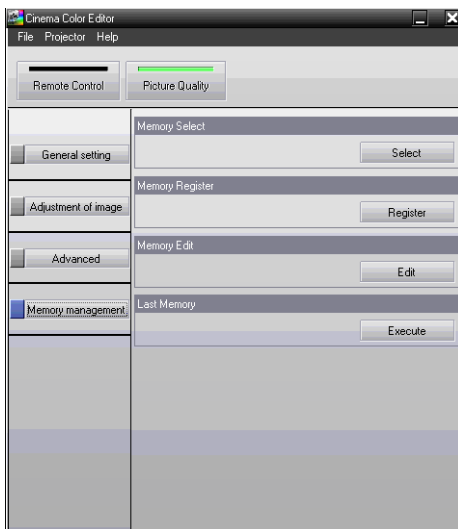 Cinema Color Editor
File Projector Help
Remote Control Picture Quality
Memory Select
General setting Select
Memory Register
Adjustment of image Register
Memory Edit
Advanced Edit
Last Memory
Memory management Execute